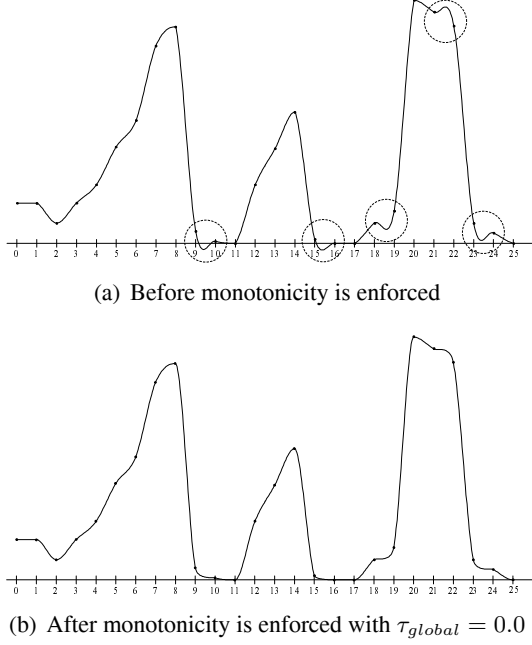 0 1 2 3 4 5 6 7 8 9 10 11 12 13 14 15 16 17 18 19 20 21 22 23 24 25
(a) Before monotonicity is enforced
0 1 2 3 4 5 6 7 8 9 10 11 12 13 14 15 16 17 18 19 20 21 22 23 24 25
(b) After monotonicity is enforced with τ_global = 0.0